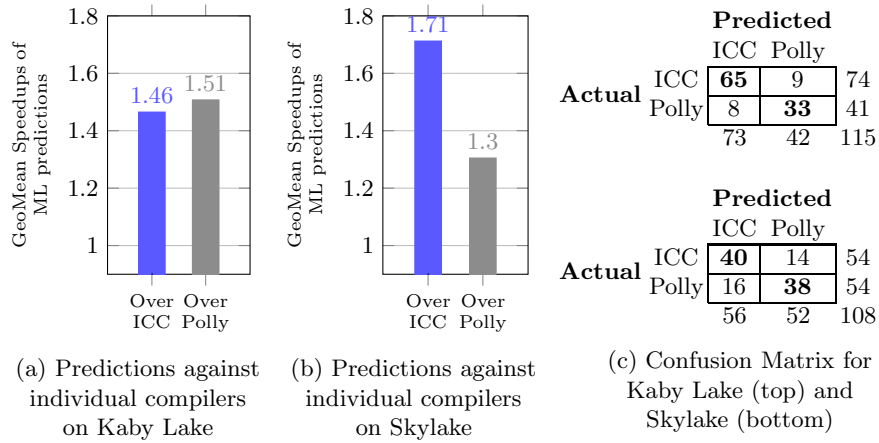 GeoMean Speedups of
ML predictions
1.8
1.6
1.4
1.2
1
1.46
1.51
Over
ICC
Over
Polly
(a) Predictions against
individual compilers
on Kaby Lake
GeoMean Speedups of
ML predictions
1.8
1.6
1.4
1.2
1
1.71
1.3
Over
ICC
Over
Polly
(b) Predictions against
individual compilers
on Skylake
Predicted
ICC Polly
Actual ICC 65 9 74
Polly 8 33 41
73 42 115
Predicted
ICC Polly
Actual ICC 40 14 54
Polly 16 38 54
56 52 108
(c) Confusion Matrix for
Kaby Lake (top) and
Skylake (bottom)